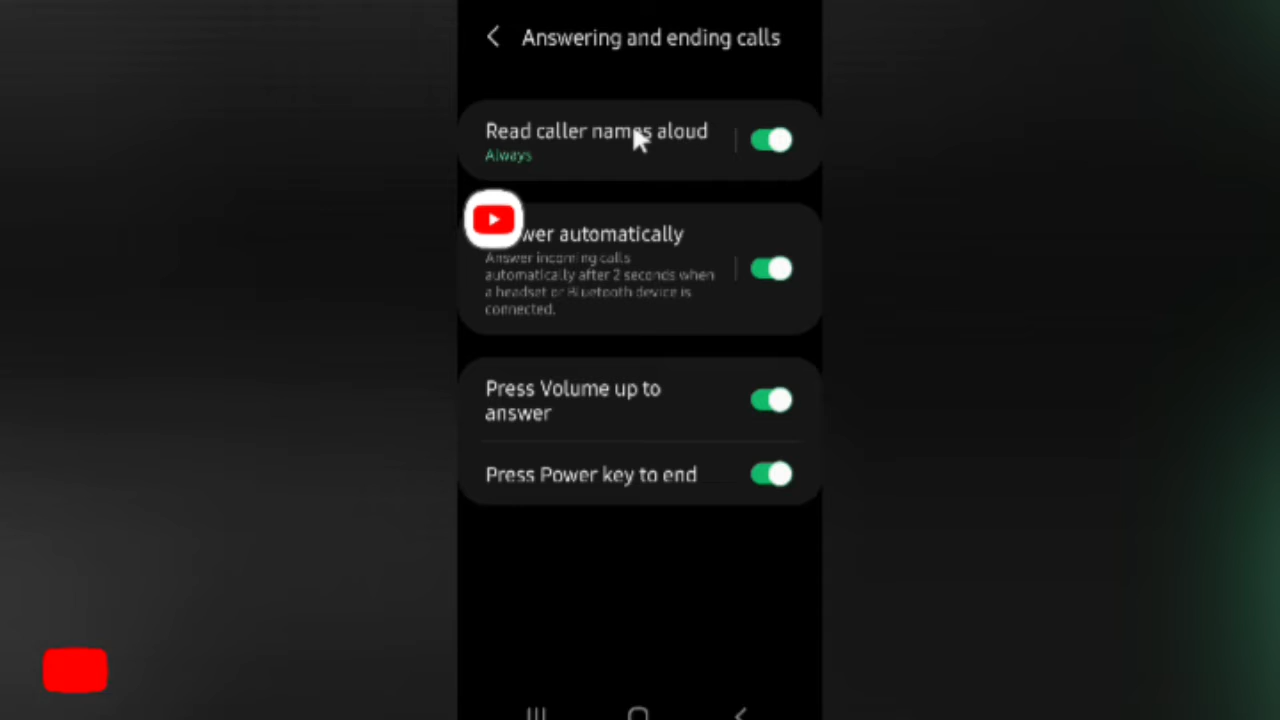 Answering and ending calls
Read caller names aloud
Always
wer automatically
Answer incoming calls
automatically after 2 seconds when
a headset or Bluetooth device is
connected.
Press Volume up to
answer
Press Power key to end